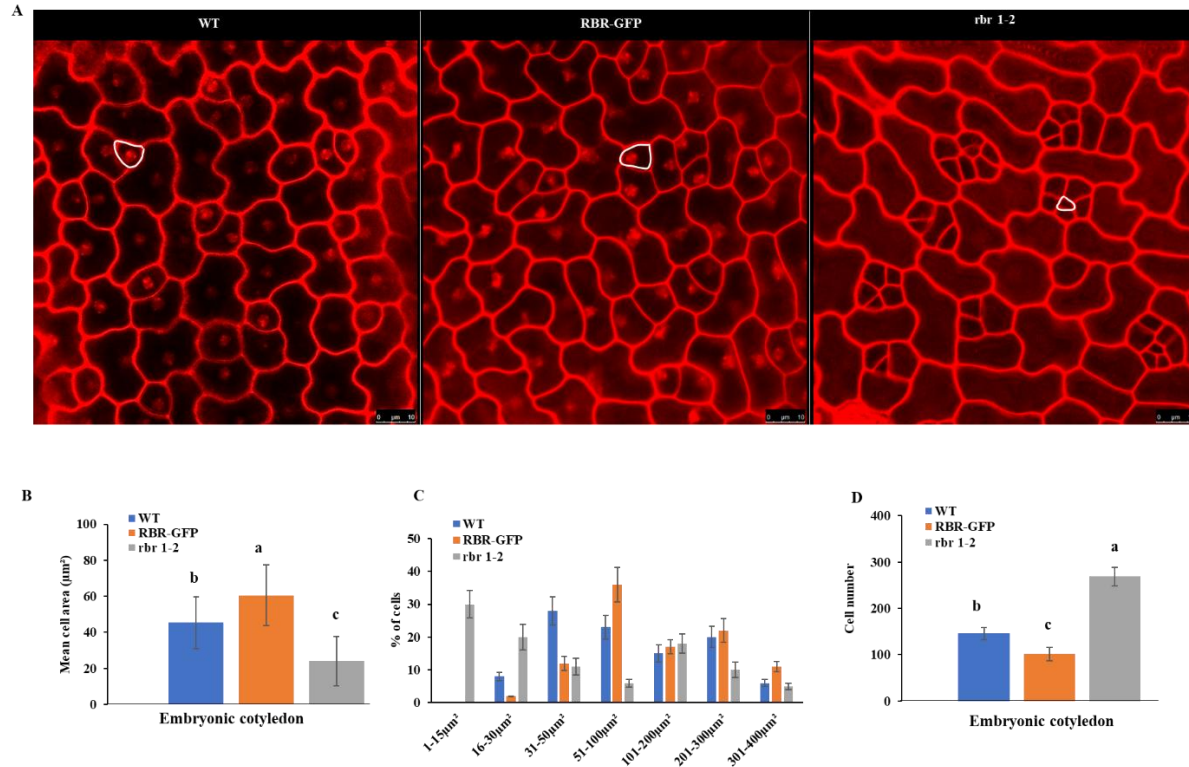 A
WT
RBR-GFP
rbr 1-2
0 µm 10
0 µm 10
0 µm 10
B
WT
RBR-GFP
rbr 1-2
100
80
60
40
20
0
Mean cell area (µm²)
b
a
c
Embryonic cotyledon
C
WT
RBR-GFP
rbr 1-2
50
40
30
20
10
0
% of cells
1-15µm²
16-30µm²
31-50µm²
51-100µm²
101-200µm²
201-300µm²
301-400µm²
D
WT
RBR-GFP
rbr 1-2
400
300
200
100
0
Cell number
b
c
a
Embryonic cotyledon